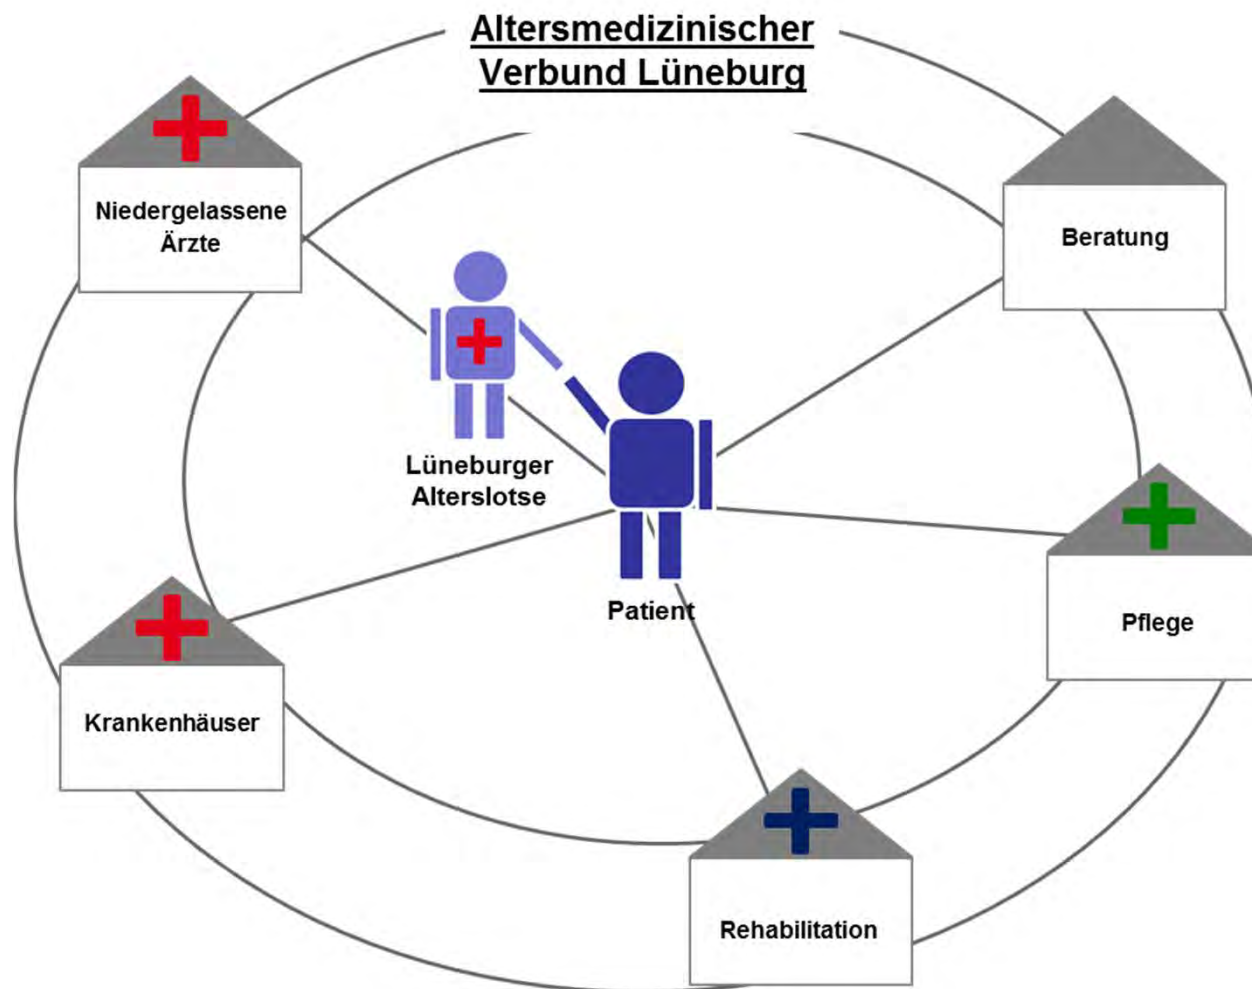 Altersmedizinischer
Verbund Lüneburg
Niedergelassene
Ärzte
Beratung
Lüneburger
Alterslotse
Patient
Pflege
Krankenhäuser
Rehabilitation